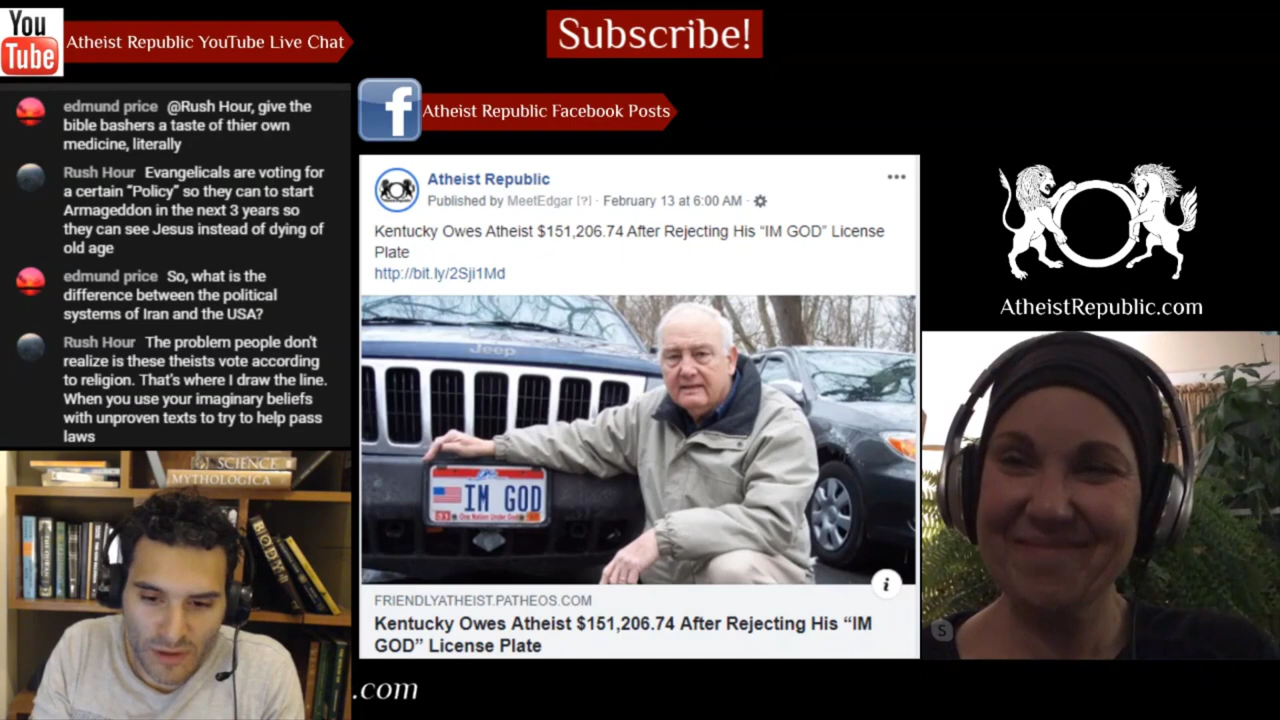 You
Tube
Atheist Republic YouTube Live Chat
Subscribe!
edmund price @Rush Hour, give the
bible bashers a taste of thier own
medicine, literally
Rush Hour Evangelicals are voting for
a certain "Policy" so they can to start
Armageddon in the next 3 years so
they can see Jesus instead of dying of
old age
edmund price So, what is the
difference between the political
systems of Iran and the USA?
Rush Hour The problem people don't
realize is these theists vote according
to religion. That's where I draw the line.
When you use your imaginary beliefs
with unproven texts to try to help pass
laws
f
Atheist Republic Facebook Posts
Atheist Republic
Published by MeetEdgar [?] · February 13 at 6:00 AM ·
Kentucky Owes Atheist $151,206.74 After Rejecting His “IM GOD” License
Plate
http://bit.ly/2Sji1Md
Jeep
IM GOD
One Nation Under God
i
FRIENDLYATHEIST.PATHEOS.COM
Kentucky Owes Atheist $151,206.74 After Rejecting His “IM
GOD” License Plate
AtheistRepublic.com
S
SCIENCE
MYTHOLOGICA
.com